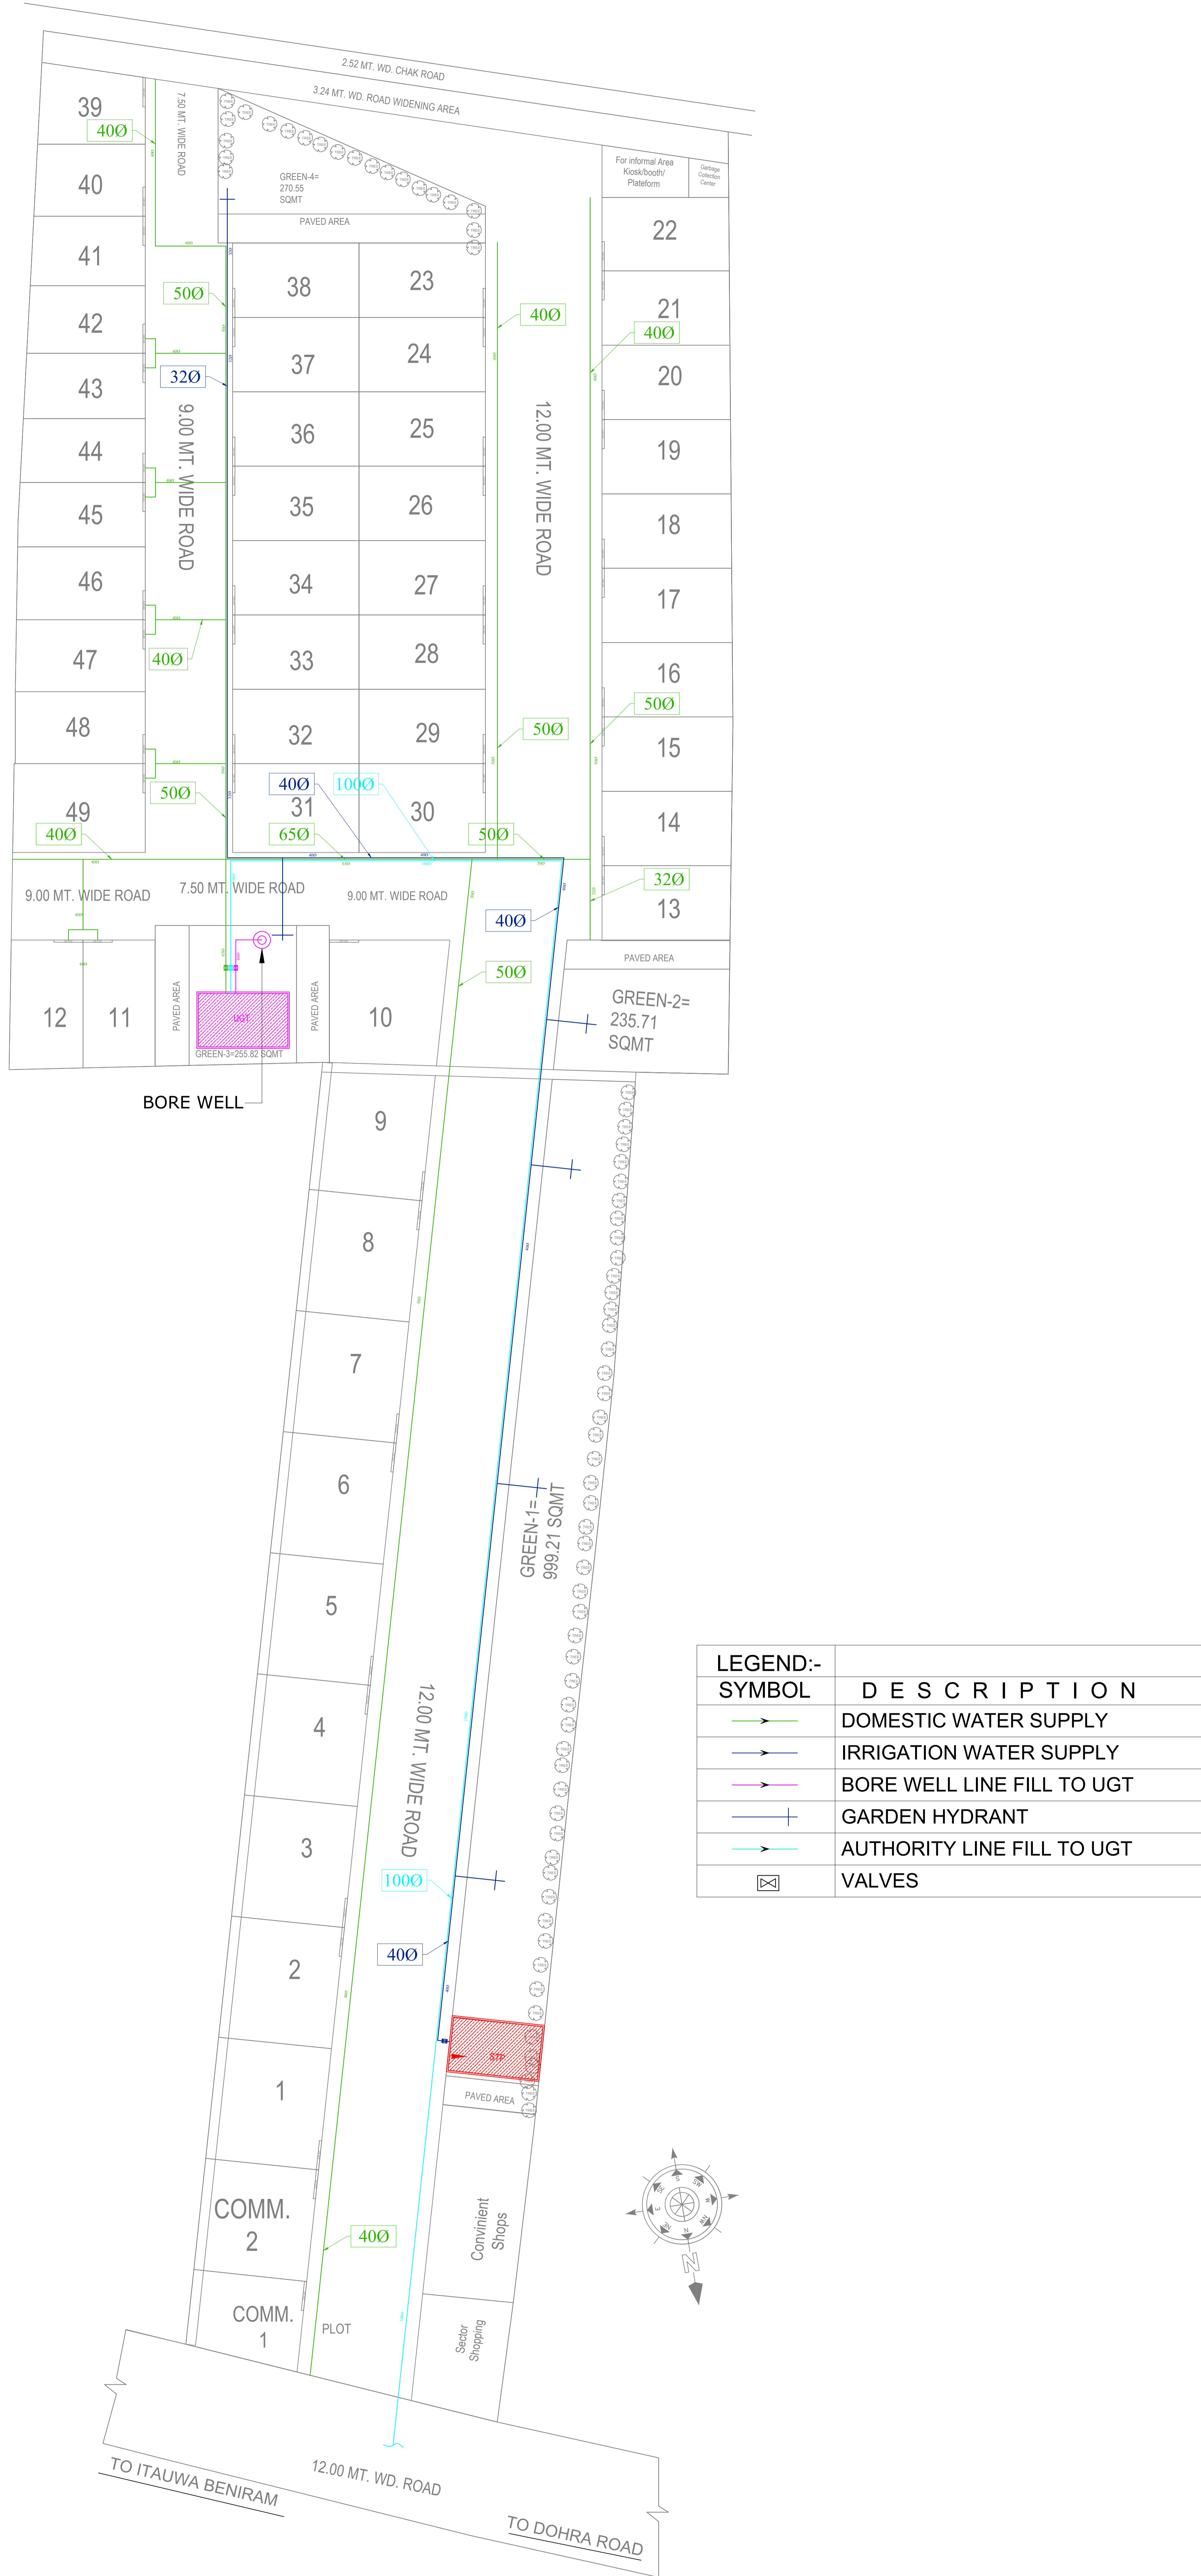 2.52 MT. WD. CHAK ROAD
3.24 MT. WD. ROAD WIDENING AREA
7.50 MT. WIDE ROAD
39
40Ø
40
41
42
43
44
45
46
47
48
49
GREEN-4=
270.55
SQMT
PAVED AREA
For informal Area
Kiosk/booth/
Plateform
Garbage
Collection
Center
22
21
20
19
18
17
16
15
14
13
38
23
37
24
36
25
35
26
34
27
33
28
32
29
31
30
50Ø
32Ø
40Ø
40Ø
9.00 MT. WIDE ROAD
12.00 MT. WIDE ROAD
40Ø
50Ø
50Ø
50Ø
40Ø
100Ø
40Ø
65Ø
50Ø
32Ø
9.00 MT. WIDE ROAD
7.50 MT. WIDE ROAD
9.00 MT. WIDE ROAD
40Ø
50Ø
PAVED AREA
GREEN-2=
235.71
SQMT
12
11
PAVED AREA
UGT
PAVED AREA
10
GREEN-3=255.82 SQMT
BORE WELL
9
8
7
6
5
4
3
2
1
GREEN-1=
999.21 SQMT
12.00 MT. WIDE ROAD
100Ø
40Ø
STP
PAVED AREA
Convinient
Shops
Sector
Shopping
COMM.
2
COMM.
1
40Ø
PLOT
LEGEND:-
SYMBOL DESCRIPTION
DOMESTIC WATER SUPPLY
IRRIGATION WATER SUPPLY
BORE WELL LINE FILL TO UGT
GARDEN HYDRANT
AUTHORITY LINE FILL TO UGT
VALVES
S
SW
W
NW
N
NE
E
N
12.00 MT. WD. ROAD
TO ITAUWA BENIRAM
TO DOHRA ROAD